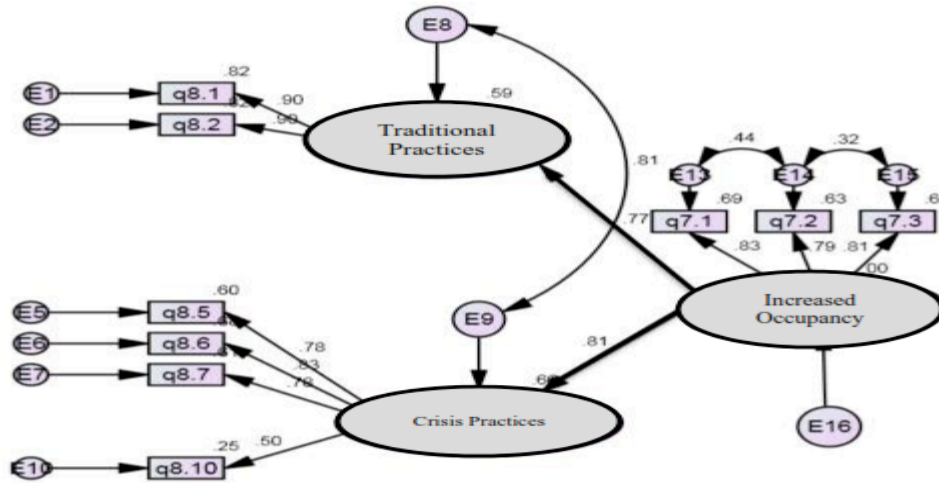 E8
.82
.59
E1
q8.1
.90
E2
q8.2
.90
Traditional
Practices
.81
.44
.32
E13
E14
E15
.69
.63
q7.1
q7.2
q7.3
.77
.83
.79
.81
.00
Increased
Occupancy
.60
E5
q8.5
E9
E6
q8.6
.78
.83
.81
E7
q8.7
.78
Crisis Practices
E16
.25
.50
E10
q8.10